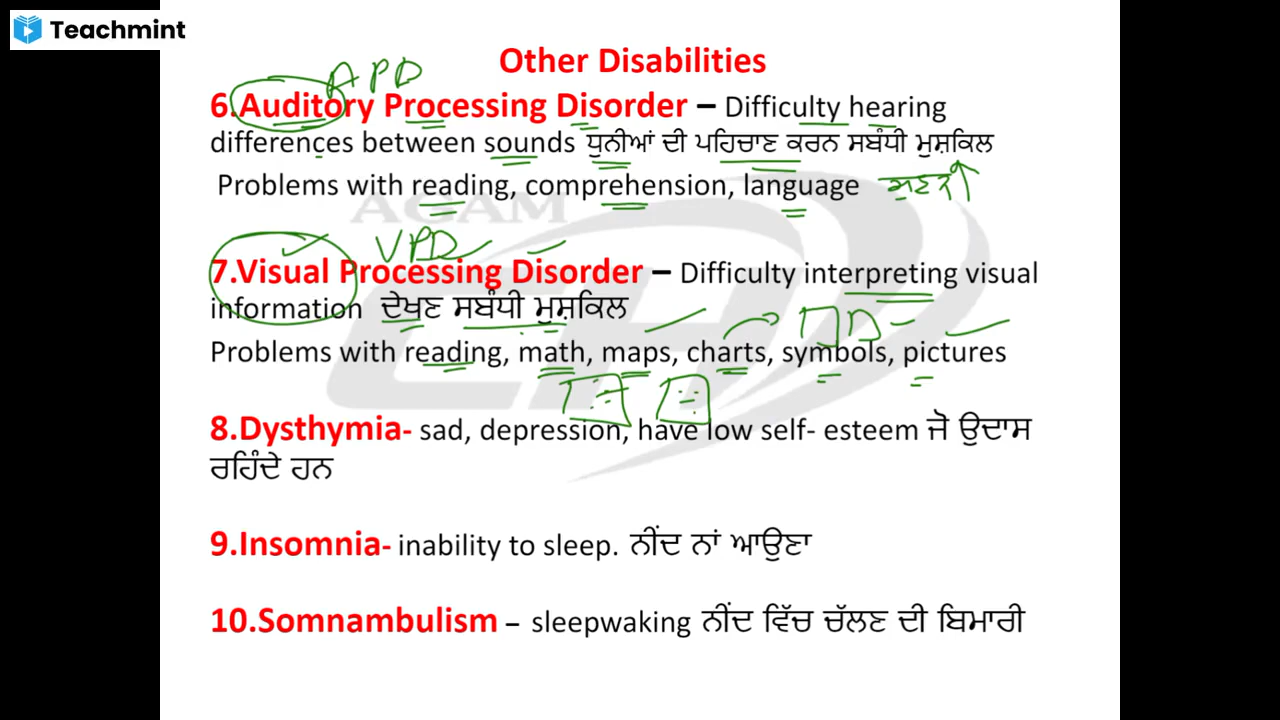 Teachmint
Other Disabilities
APD
6.Auditory Processing Disorder – Difficulty hearing
differences between sounds ਧੁਨੀਆਂ ਦੀ ਪਹਿਚਾਣ ਕਰਨ ਸਬੰਧੀ ਮੁਸ਼ਕਿਲ
Problems with reading, comprehension, language
AGAM
VPD
7.Visual Processing Disorder – Difficulty interpreting visual
information ਦੇਖਣ ਸਬੰਧੀ ਮੁਸ਼ਕਿਲ
Problems with reading, math, maps, charts, symbols, pictures
8.Dysthymia- sad, depression, have low self- esteem ਜੋ ਉਦਾਸ
ਰਹਿੰਦੇ ਹਨ
9.Insomnia- inability to sleep. ਨੀਂਦ ਨਾਂ ਆਉਣਾ
10.Somnambulism – sleepwaking ਨੀਂਦ ਵਿੱਚ ਚੱਲਣ ਦੀ ਬਿਮਾਰੀ